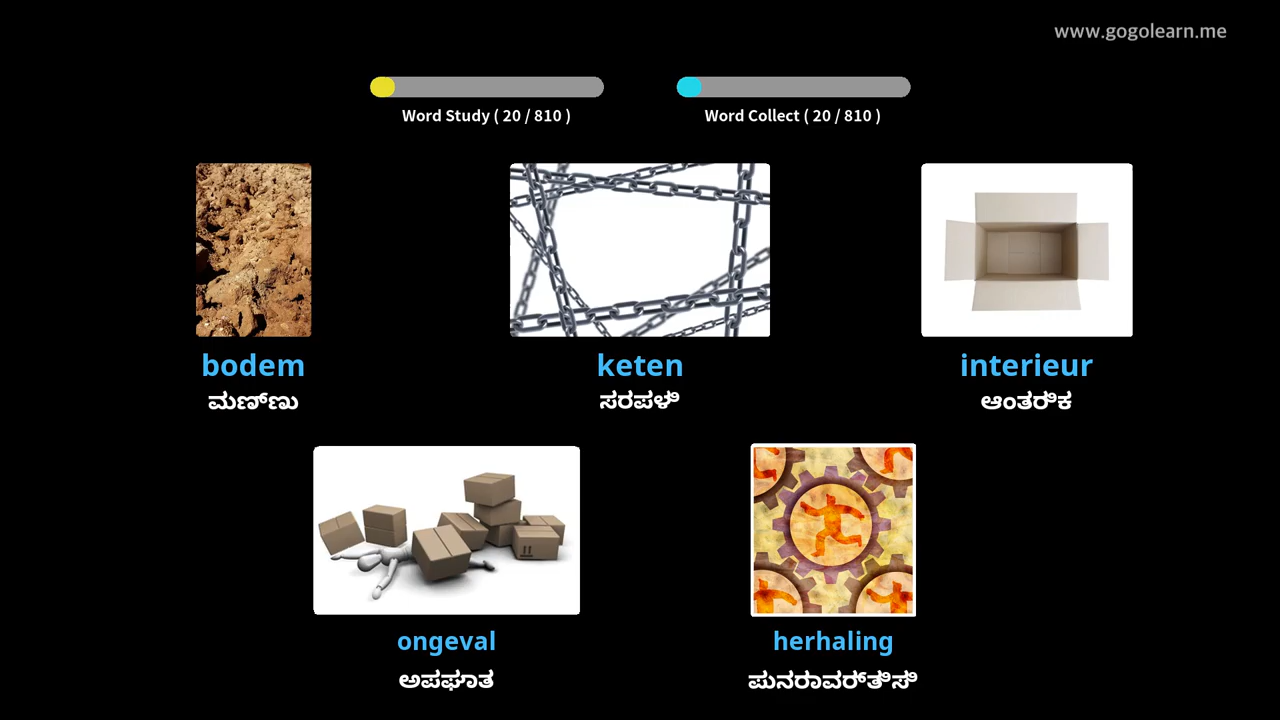 www.gogolearn.me
Word Study ( 20 / 810 )
Word Collect ( 20 / 810 )
bodem
ಮಣ್ಣು
keten
ಸರಪಳಿ
interieur
ಆಂತರಿಕ
ongeval
ಅಪಘಾತ
herhaling
ಪುನರಾವರ್ತಿಸಿ